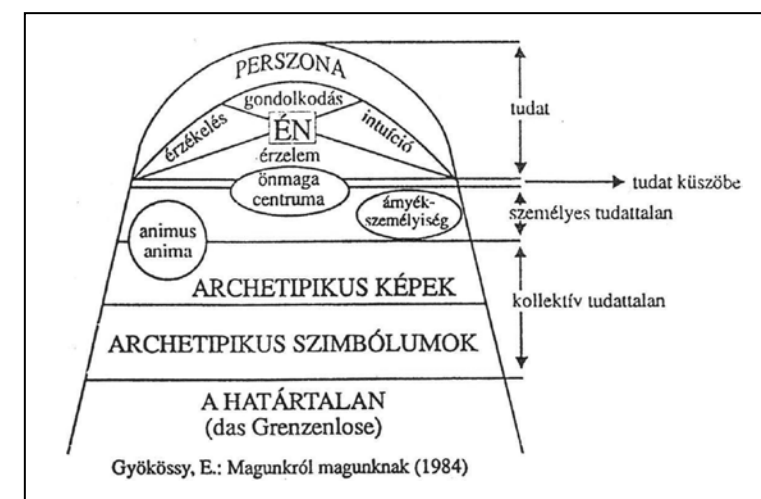 PERSZONA
gondolkodás
érzékelés
ÉN
intuíció
érzelem
tudat
önmaga
centruma
tudat küszöbe
árnyék-
személyiség
személyes tudattalan
animus
anima
ARCHETIPIKUS KÉPEK
kollektív tudattalan
ARCHETIPIKUS SZIMBÓLUMOK
A HATÁRTALAN
(das Grenzenlose)
Gyökössy, E.: Magunkról magunknak (1984)